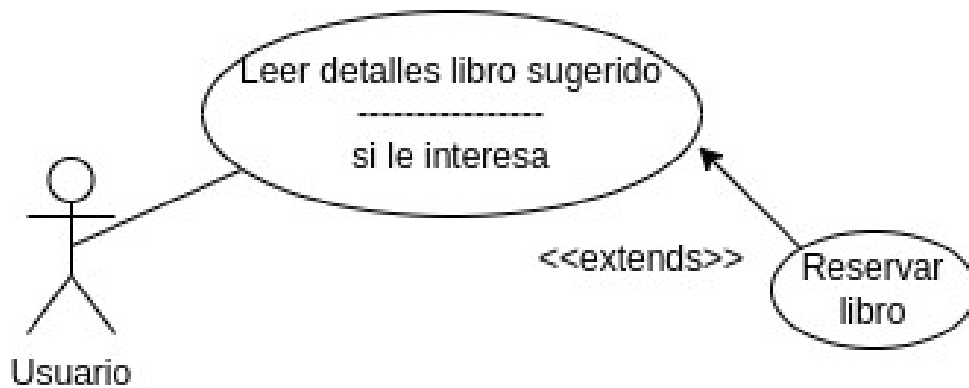 Leer detalles libro sugerido
----------------
si le interesa
<<extends>>
Reservar
libro
Usuario